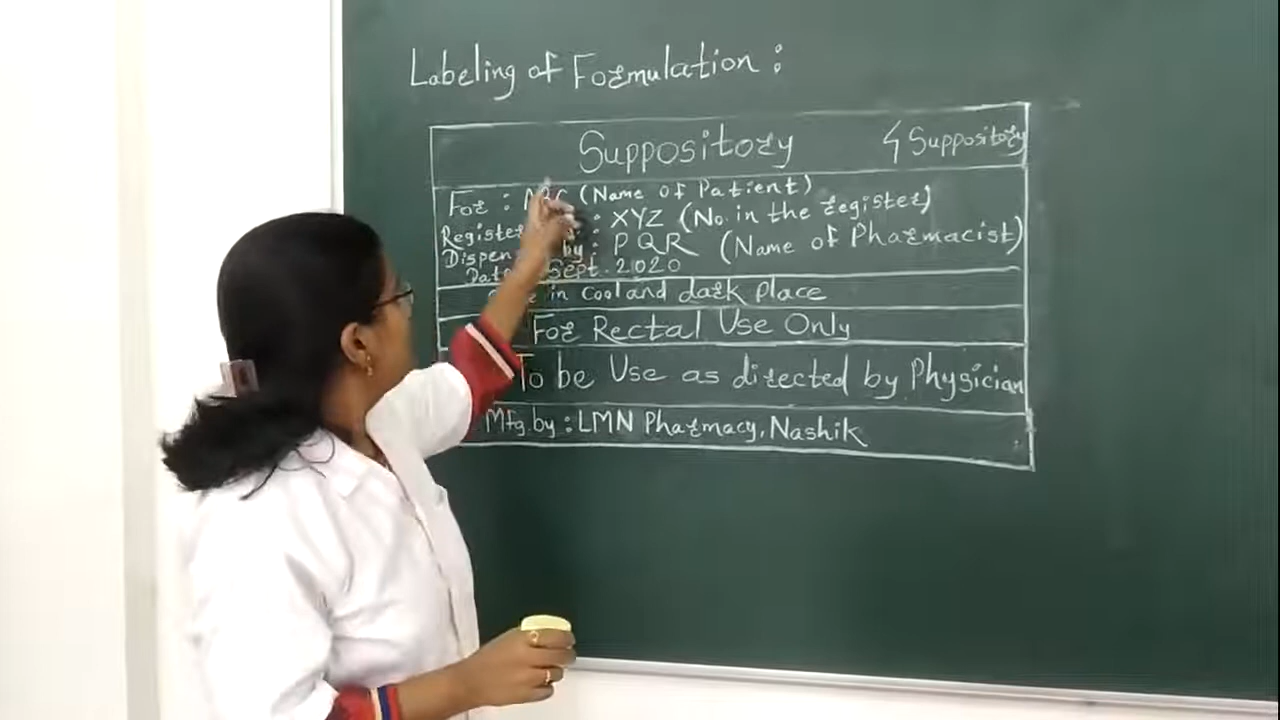 Labeling of Formulation :
Suppository
4 Suppository
For : ABC (Name of Patient)
: XYZ (No. in the register)
by : PQR (Name of Pharmacist)
Sept. 2020
in cool and dark place
For Rectal Use Only
To be Use as directed by Physician
Mfg. by : LMN Pharmacy, Nashik